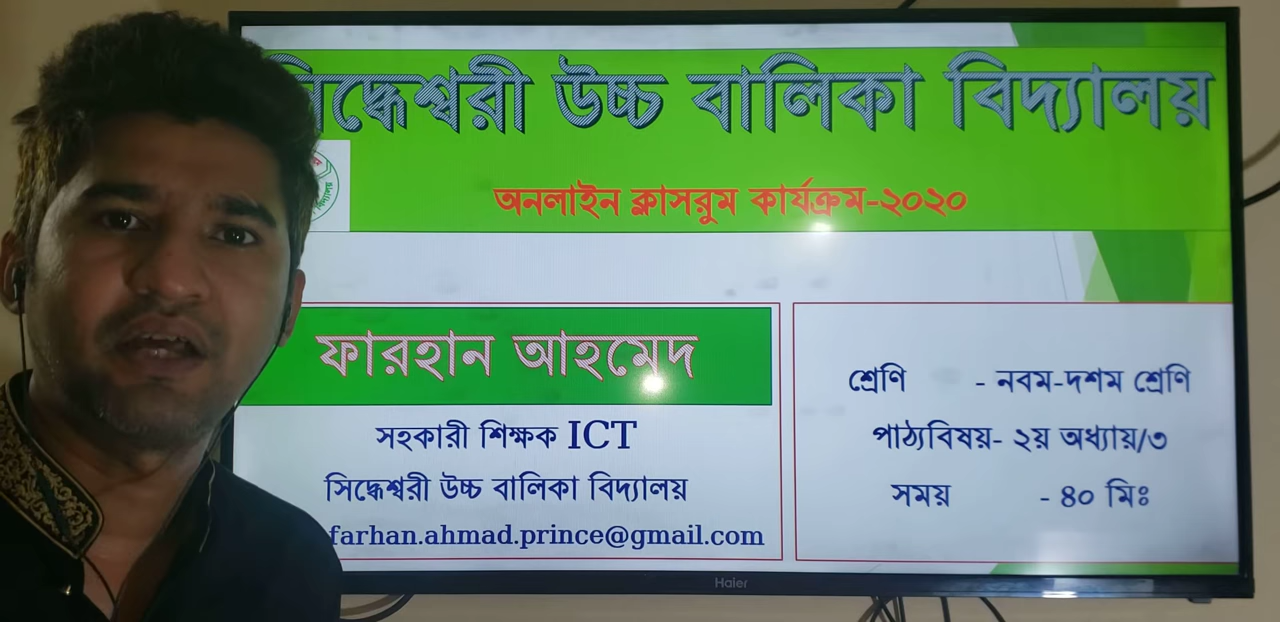 সিদ্ধেশ্বরী উচ্চ বালিকা বিদ্যালয়
অনলাইন ক্লাসরুম কার্যক্রম-২০২০
ফারহান আহমেদ
সহকারী শিক্ষক ICT
সিদ্ধেশ্বরী উচ্চ বালিকা বিদ্যালয়
farhan.ahmad.prince@gmail.com
শ্রেণি - নবম-দশম শ্রেণি
পাঠ্যবিষয়- ২য় অধ্যায়/৩
সময় - ৪০ মিঃ
Haier